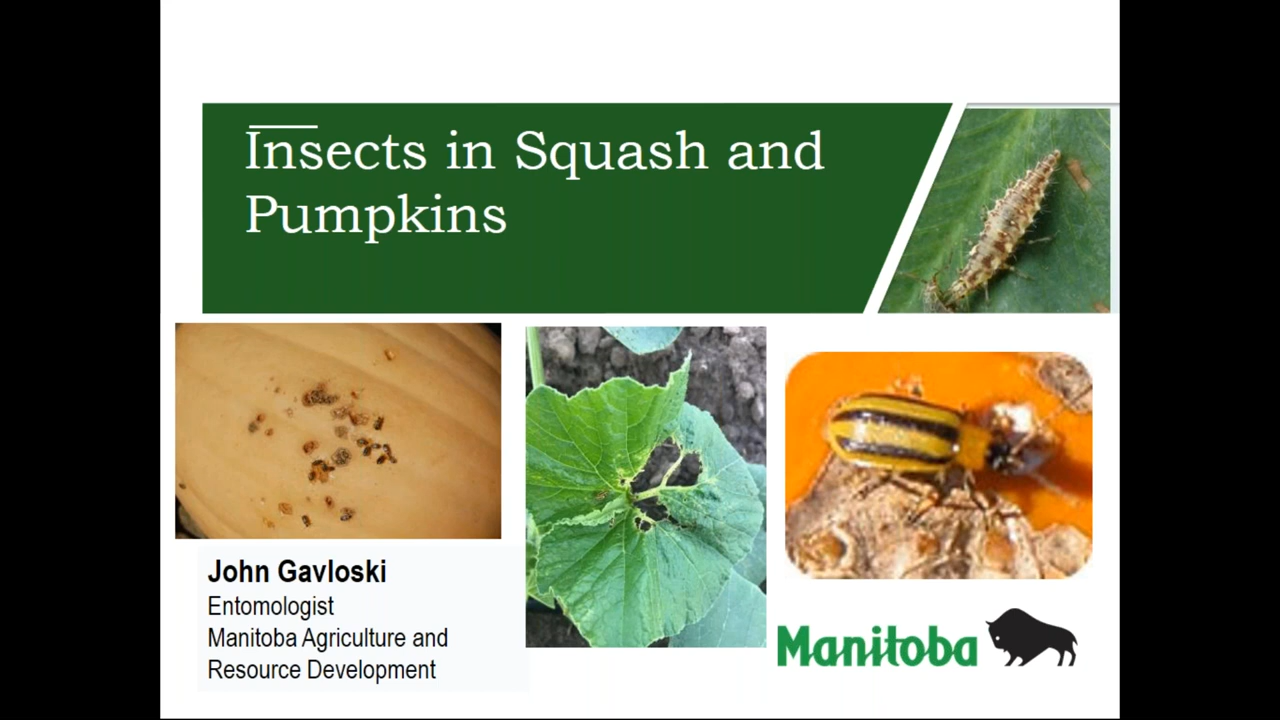 Insects in Squash and
Pumpkins
John Gavloski
Entomologist
Manitoba Agriculture and
Resource Development
Manitoba